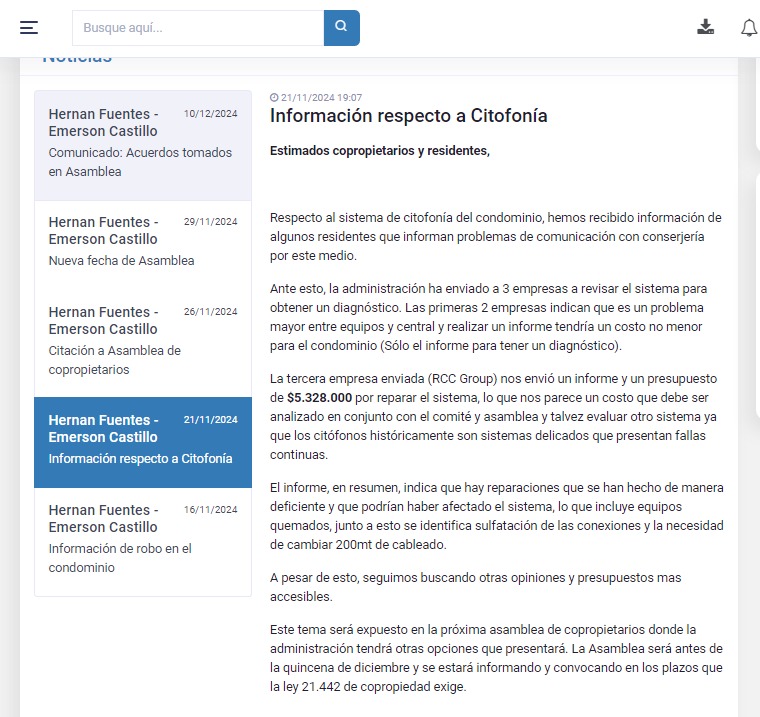 Busque aquí...
Noticias
Hernan Fuentes - Emerson Castillo
10/12/2024
Comunicado: Acuerdos tomados
en Asamblea
Hernan Fuentes - Emerson Castillo
29/11/2024
Nueva fecha de Asamblea
Hernan Fuentes - Emerson Castillo
26/11/2024
Citación a Asamblea de
copropietarios
Hernan Fuentes - Emerson Castillo
21/11/2024
Información respecto a Citofonía
Hernan Fuentes - Emerson Castillo
16/11/2024
Información de robo en el
condominio
21/11/2024 19:07
Información respecto a Citofonía
Estimados copropietarios y residentes,
Respecto al sistema de citofonía del condominio, hemos recibido información de
algunos residentes que informan problemas de comunicación con conserjería
por este medio.
Ante esto, la administración ha enviado a 3 empresas a revisar el sistema para
obtener un diagnóstico. Las primeras 2 empresas indican que es un problema
mayor entre equipos y central y realizar un informe tendría un costo no menor
para el condominio (Sólo el informe para tener un diagnóstico).
La tercera empresa enviada (RCC Group) nos envió un informe y un presupuesto
de $5.328.000 por reparar el sistema, lo que nos parece un costo que debe ser
analizado en conjunto con el comité y asamblea y talvez evaluar otro sistema ya
que los citófonos históricamente son sistemas delicados que presentan fallas
continuas.
El informe, en resumen, indica que hay reparaciones que se han hecho de manera
deficiente y que podrían haber afectado el sistema, lo que incluye equipos
quemados, junto a esto se identifica sulfatación de las conexiones y la necesidad
de cambiar 200mt de cableado.
A pesar de esto, seguimos buscando otras opiniones y presupuestos mas
accesibles.
Este tema será expuesto en la próxima asamblea de copropietarios donde la
administración tendrá otras opciones que presentará. La Asamblea será antes de
la quincena de diciembre y se estará informando y convocando en los plazos que
la ley 21.442 de copropiedad exige.